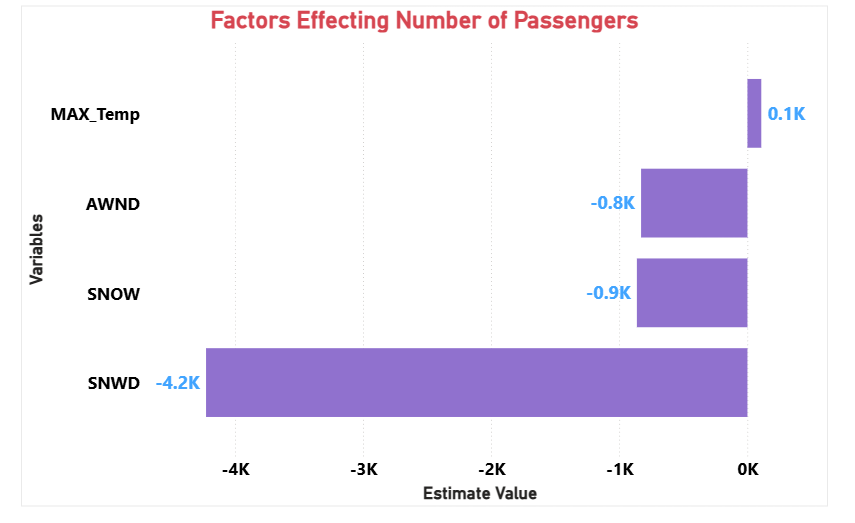 Factors Effecting Number of Passengers
MAX_Temp
0.1K
AWND
-0.8K
SNOW
-0.9K
SNWD
-4.2K
Variables
-4K -3K -2K -1K 0K
Estimate Value